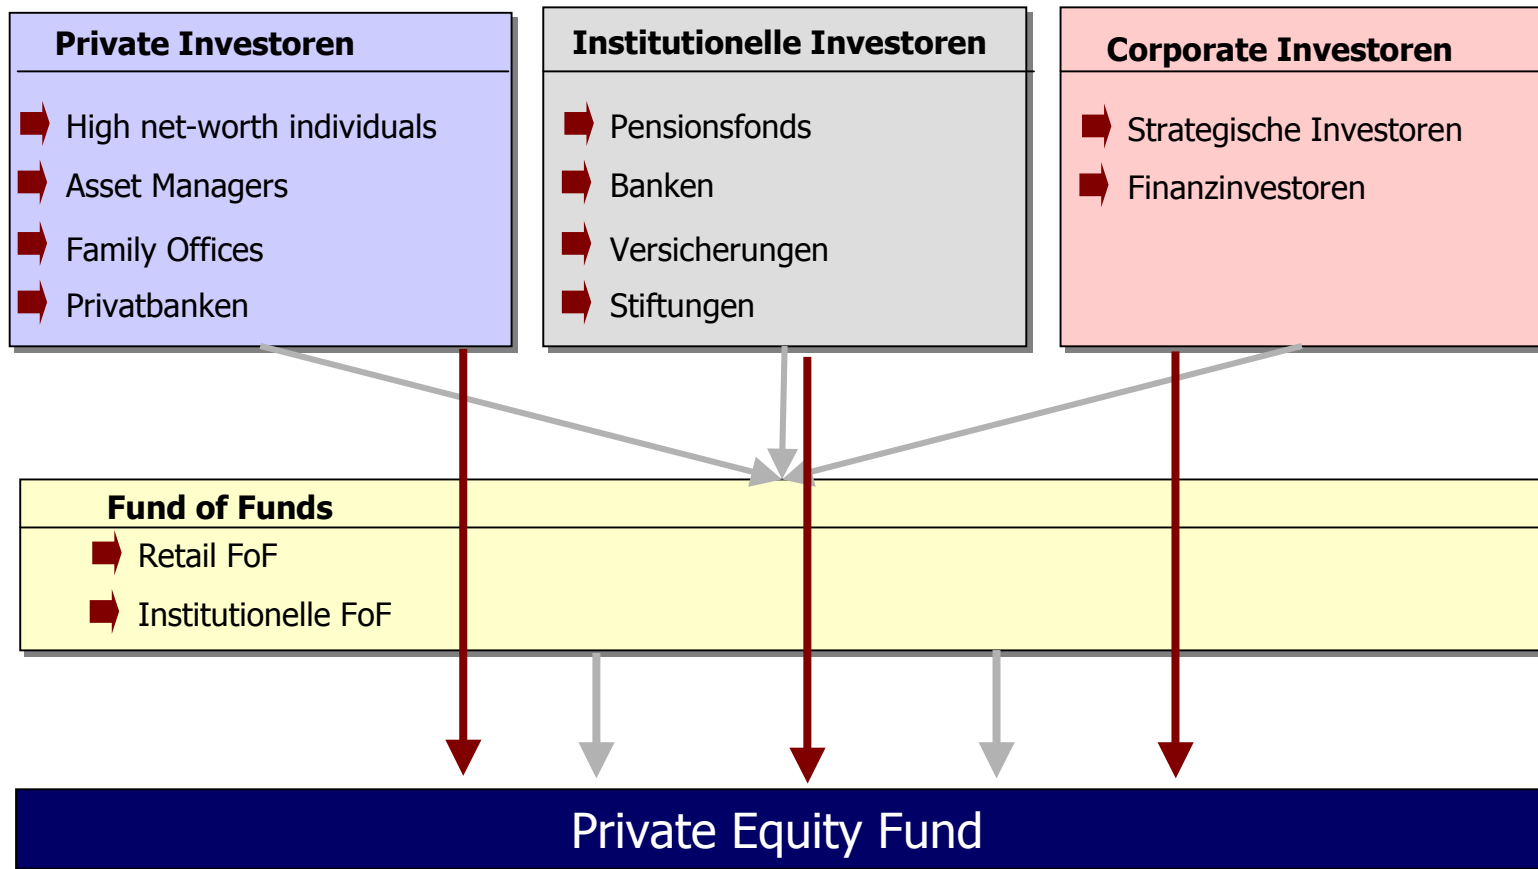 Private Investoren
High net-worth individuals
Asset Managers
Family Offices
Privatbanken
Institutionelle Investoren
Pensionsfonds
Banken
Versicherungen
Stiftungen
Corporate Investoren
Strategische Investoren
Finanzinvestoren
Fund of Funds
Retail FoF
Institutionelle FoF
Private Equity Fund